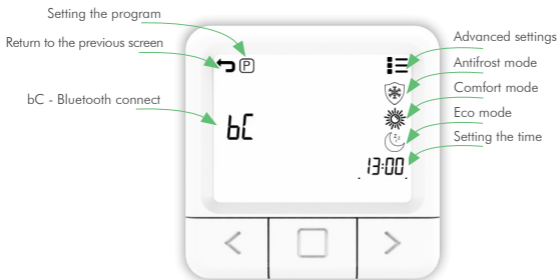 Setting the program
Return to the previous screen
bC - Bluetooth connect
P
bC
13:00
Advanced settings
Antifrost mode
Comfort mode
Eco mode
Setting the time